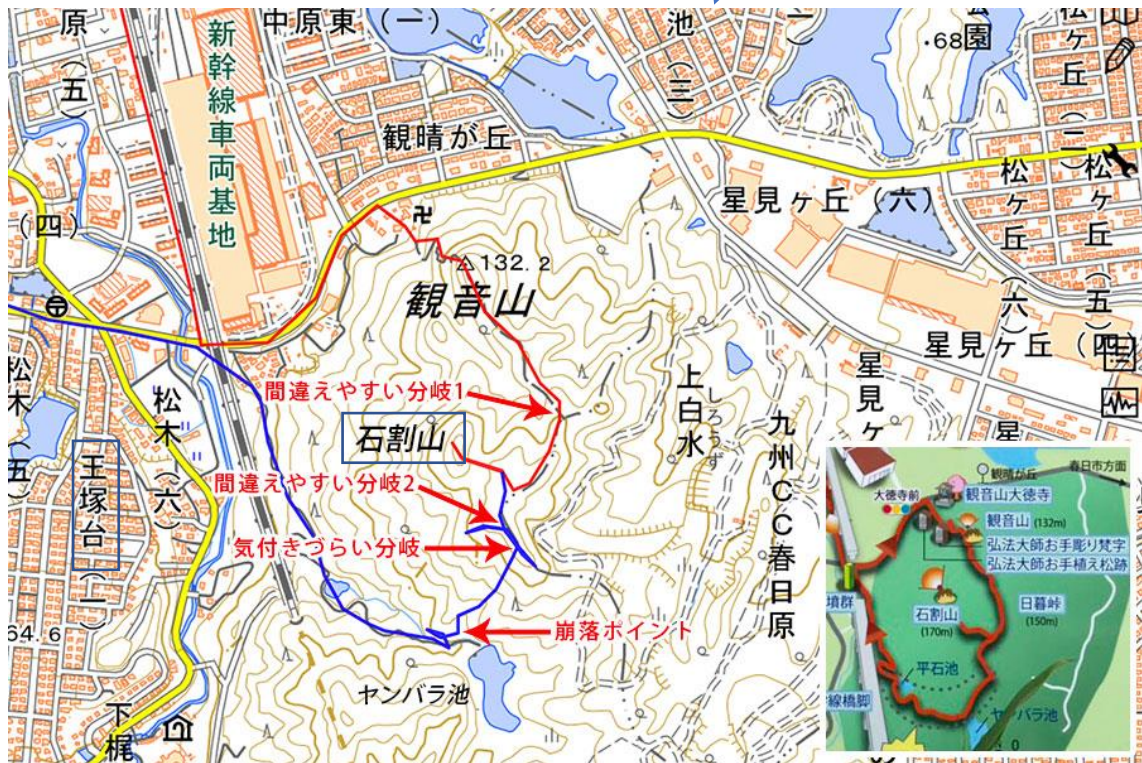 原(五)
中原東(一)
池(三)
公園
・68
松ヶ丘
新幹線車両基地
観晴が丘
松ヶ丘(二)
卍
(四)
星見ヶ丘(六)
松ヶ丘(六)
松ヶ丘(五)
132.2
観音山
〒
松木(五)
松木(六)
間違えやすい分岐1
上白水
しろうず
星見ヶ丘(四)
石割山
九州CC春日原
星見ヶ
星
王塚台(一)
間違えやすい分岐2
気付きづらい分岐
崩落ポイント
64.6
ヤンバラ池
下梶
観晴が丘
春日市方面
大徳寺前
観音山大徳寺
観音山(132m)
弘法大師お手彫り梵字
弘法大師お手植え松跡
墳群
石割山
(170m)
日暮峠
(150m)
平石池
線橋脚
ヤンバラ池